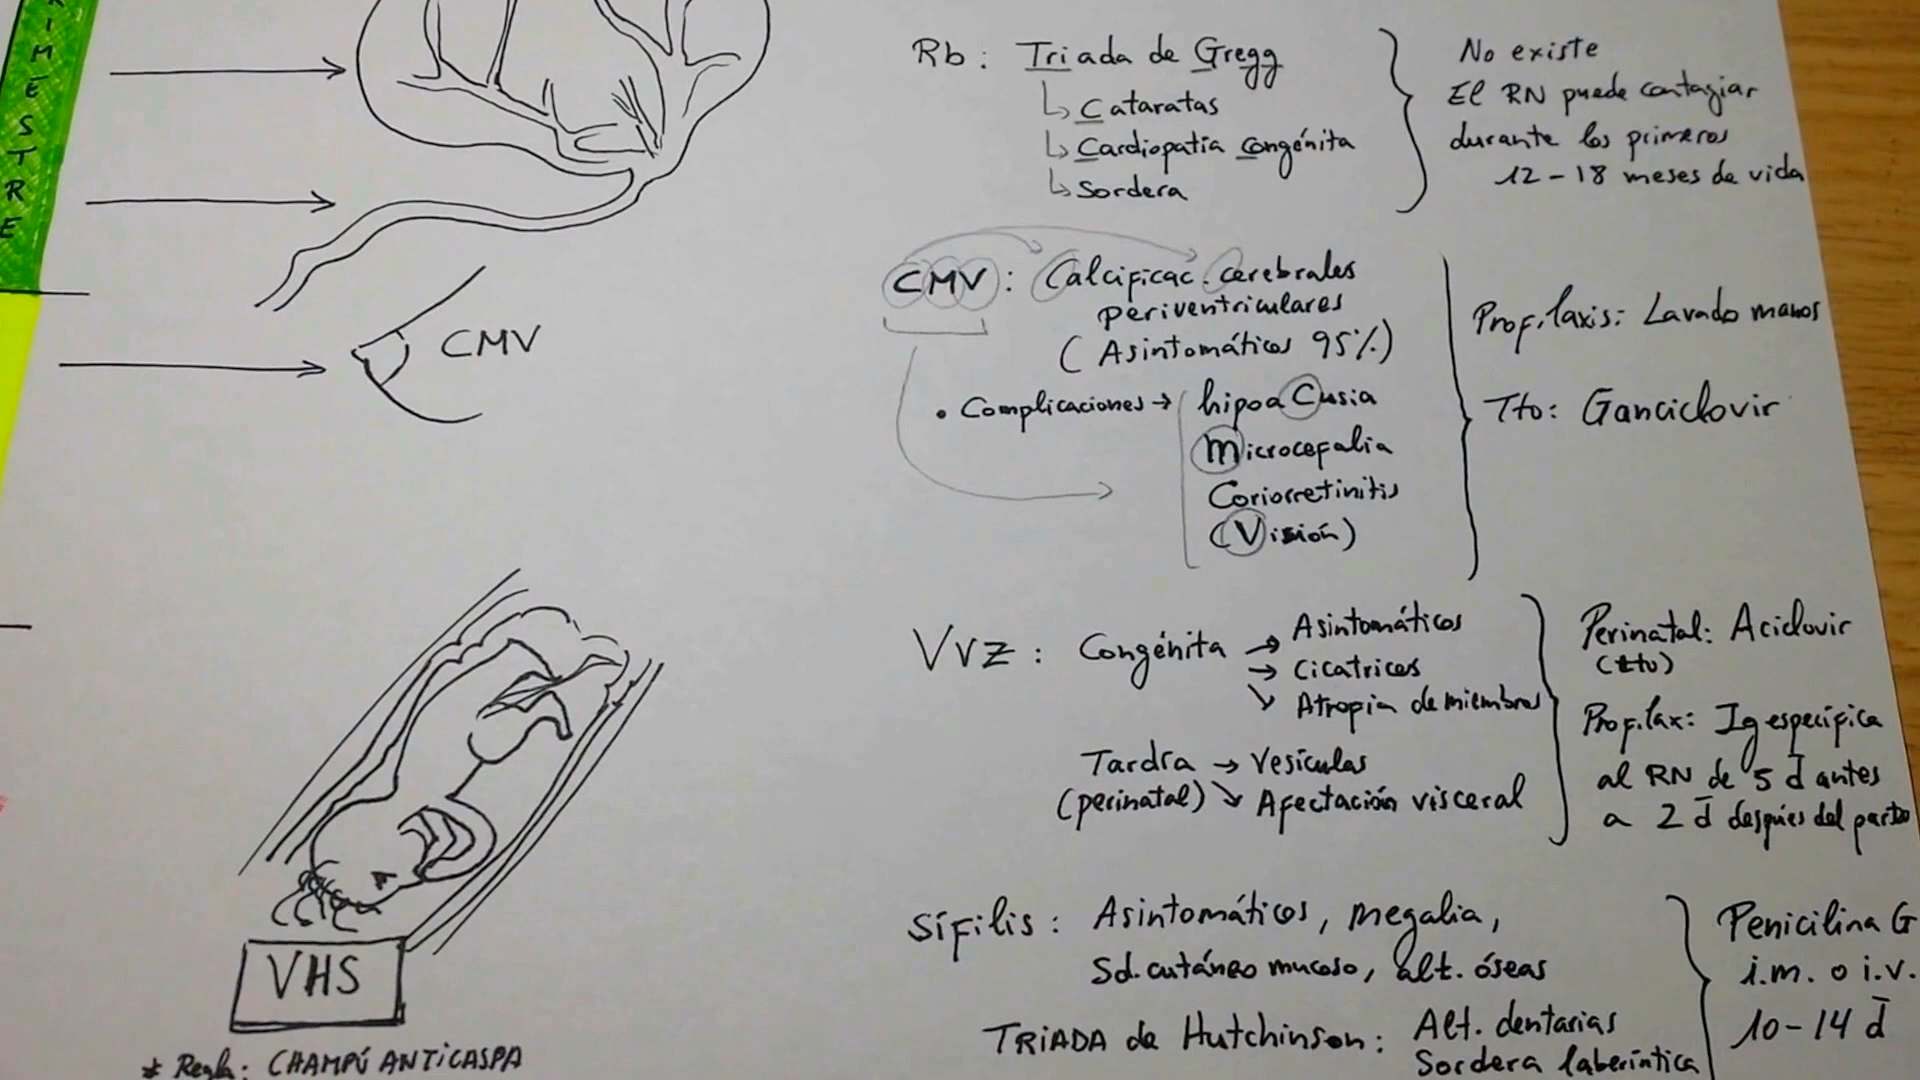 IMESTRE
Rb : Triada de Gregg
↳ Cataratas
↳ Cardiopatía congénita
↳ Sordera
No existe
El RN puede contagiar
durante los primeros
12 - 18 meses de vida
CMV
CMV : Calcificac. cerebrales
periventriculares
(Asintomáticos 95%)
• Complicaciones → hipoaCusia
Microcefalia
Coriorretinitis
(Visión)
Profilaxis: Lavado manos
Tto: Ganciclovir
VVZ : Congénita → Asintomáticos
→ Cicatrices
↘ Atrofia de miembros
Tardía → Vesículas
(perinatal) ↘ Afectación visceral
Perinatal: Aciclovir
(tto)
Profilax: Ig específica
al RN de 5 d antes
a 2 d después del parto
VHS
* Regla: CHAMPÚ ANTICASPA
Sífilis : Asintomáticos, megalia,
Sd. cutáneo mucoso, alt. óseas
TRIADA de Hutchinson: Alt. dentarias
Sordera laberíntica
Penicilina G
i.m. o i.v.
10-14 d